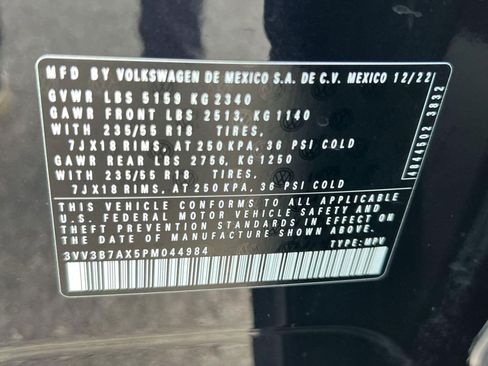 MFD BY VOLKSWAGEN DE MEXICO S.A. DE C.V. MEXICO 12/22
GVWR LBS 5159 KG 2340
GAWR FRONT LBS 2513, KG 1140
WITH 235/55 R18 TIRES,
7JX18 RIMS, AT 250 KPA, 36 PSI COLD
GAWR REAR LBS 2756, KG 1250
WITH 235/55 R18 TIRES,
7JX18 RIMS, AT 250 KPA, 36 PSI COLD
THIS VEHICLE CONFORMS TO ALL APPLICABLE
U.S. FEDERAL MOTOR VEHICLE SAFETY AND
THEFT PREVENTION STANDARDS IN EFFECT ON
THE DATE OF MANUFACTURE SHOWN ABOVE.
3VV3B7AX5PM044984 TYPE: MPV
4044502 3032